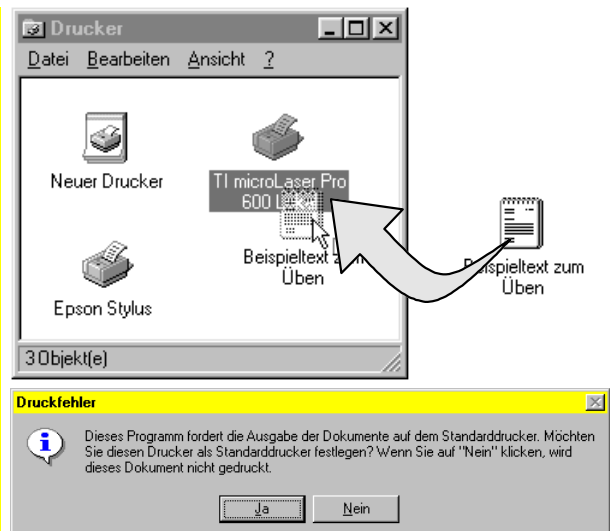 Drucker
Datei Bearbeiten Ansicht ?
Neuer Drucker
TI microLaser Pro
600
Beispieltext zum
Üben
Epson Stylus
Beispieltext zum
Üben
3 Objekt(e)
Druckfehler
Dieses Programm fordert die Ausgabe der Dokumente auf dem Standarddrucker. Möchten
Sie diesen Drucker als Standarddrucker festlegen? Wenn Sie auf "Nein" klicken, wird
dieses Dokument nicht gedruckt.
Ja Nein